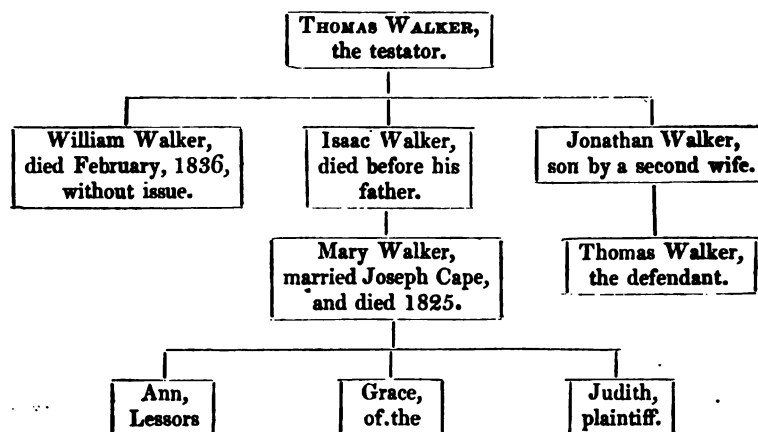 THOMAS WALKER,
the testator.
William Walker,
died February, 1836,
without issue.
Isaac Walker,
died before his
father.
Jonathan Walker,
son by a second wife.
Mary Walker,
married Joseph Cape,
and died 1825.
Thomas Walker,
the defendant.
Ann, Grace, Judith,
Lessors of the plaintiff.